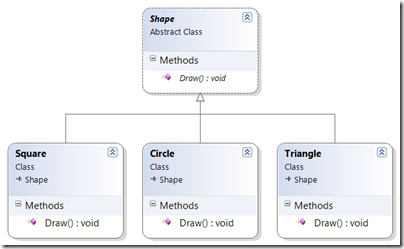 Shape
Abstract Class
Methods
Draw() : void
Square
Class
Shape
Methods
Draw() : void
Circle
Class
Shape
Methods
Draw() : void
Triangle
Class
Shape
Methods
Draw() : void